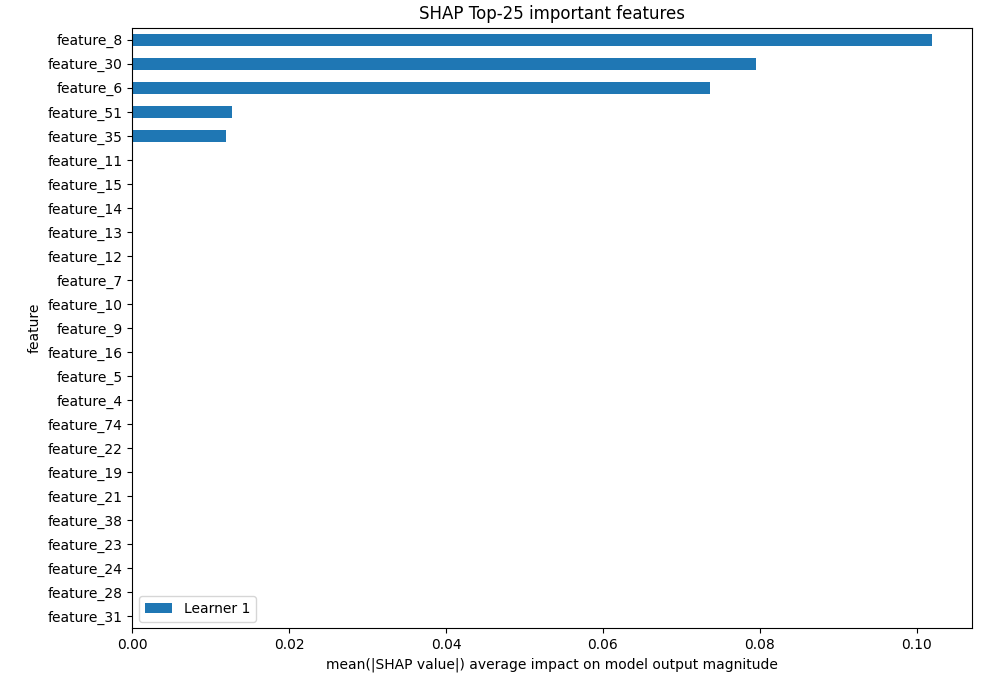 SHAP Top-25 important features
feature_8
feature_30
feature_6
feature_51
feature_35
feature_11
feature_15
feature_14
feature_13
feature_12
feature_7
feature_10
feature_9
feature_16
feature_5
feature_4
feature_74
feature_22
feature_19
feature_21
feature_38
feature_23
feature_24
feature_28
feature_31
feature
Learner 1
0.00 0.02 0.04 0.06 0.08 0.10
mean(|SHAP value|) average impact on model output magnitude